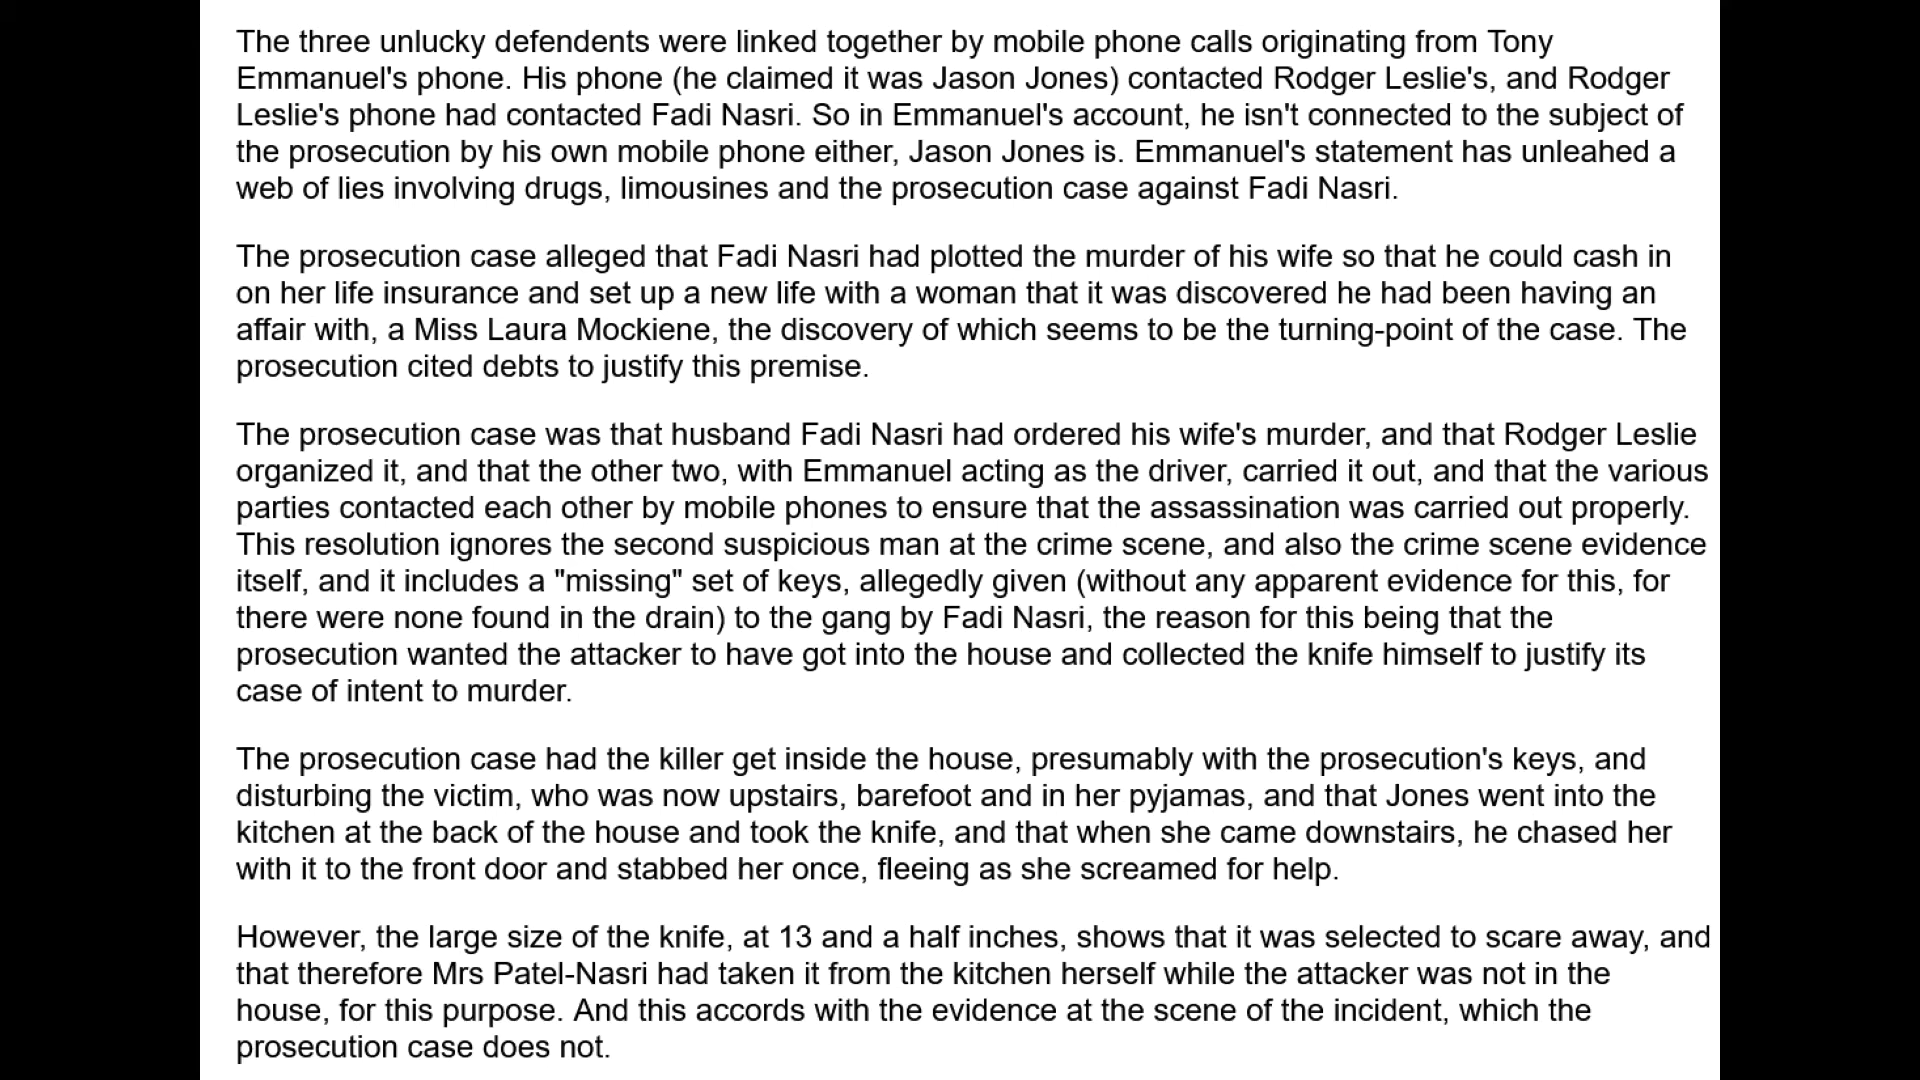 The three unlucky defendents were linked together by mobile phone calls originating from Tony
Emmanuel's phone. His phone (he claimed it was Jason Jones) contacted Rodger Leslie's, and Rodger
Leslie's phone had contacted Fadi Nasri. So in Emmanuel's account, he isn't connected to the subject of
the prosecution by his own mobile phone either, Jason Jones is. Emmanuel's statement has unleahed a
web of lies involving drugs, limousines and the prosecution case against Fadi Nasri.
The prosecution case alleged that Fadi Nasri had plotted the murder of his wife so that he could cash in
on her life insurance and set up a new life with a woman that it was discovered he had been having an
affair with, a Miss Laura Mockiene, the discovery of which seems to be the turning-point of the case. The
prosecution cited debts to justify this premise.
The prosecution case was that husband Fadi Nasri had ordered his wife's murder, and that Rodger Leslie
organized it, and that the other two, with Emmanuel acting as the driver, carried it out, and that the various
parties contacted each other by mobile phones to ensure that the assassination was carried out properly.
This resolution ignores the second suspicious man at the crime scene, and also the crime scene evidence
itself, and it includes a "missing" set of keys, allegedly given (without any apparent evidence for this, for
there were none found in the drain) to the gang by Fadi Nasri, the reason for this being that the
prosecution wanted the attacker to have got into the house and collected the knife himself to justify its
case of intent to murder.
The prosecution case had the killer get inside the house, presumably with the prosecution's keys, and
disturbing the victim, who was now upstairs, barefoot and in her pyjamas, and that Jones went into the
kitchen at the back of the house and took the knife, and that when she came downstairs, he chased her
with it to the front door and stabbed her once, fleeing as she screamed for help.
However, the large size of the knife, at 13 and a half inches, shows that it was selected to scare away, and
that therefore Mrs Patel-Nasri had taken it from the kitchen herself while the attacker was not in the
house, for this purpose. And this accords with the evidence at the scene of the incident, which the
prosecution case does not.